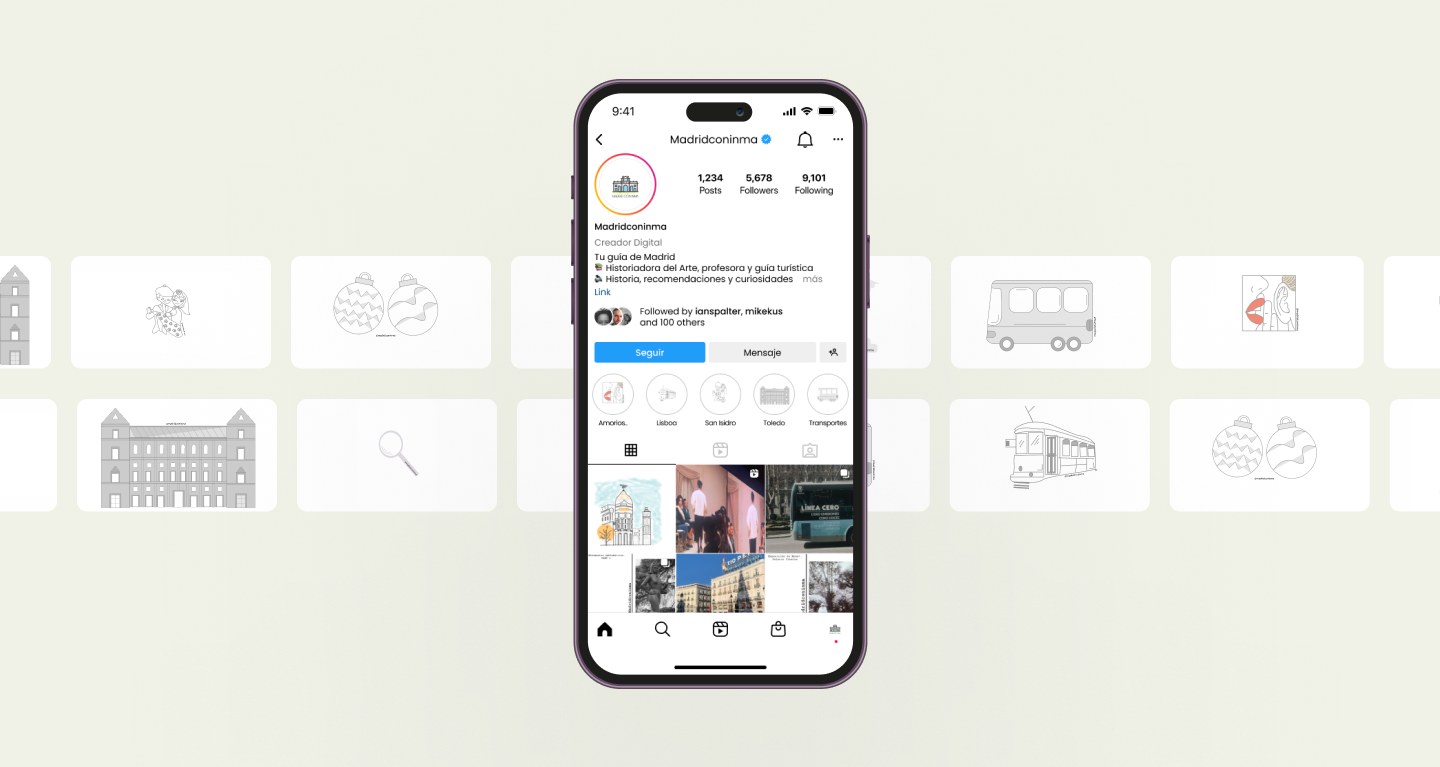 9:41
Madridconinma
1,234 5,678 9,101
Posts Followers Following
Madridconinma
Creador Digital
Tu guía de Madrid
Historiadora del Arte, profesora y guía turística
Historia, recomendaciones y curiosidades más
Link
Followed by ianspalter, mikekus
and 100 others
Seguir Mensaje
Amorios.. Lisboa San Isidro Toledo Transportes
LÍNEA CERO